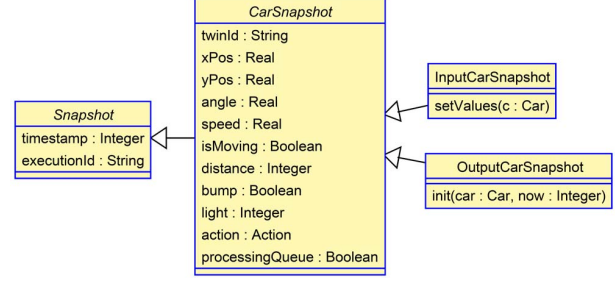 CarSnapshot
twinId : String
xPos : Real
yPos : Real
angle : Real
speed : Real
isMoving : Boolean
distance : Integer
bump : Boolean
light : Integer
action : Action
processingQueue : Boolean
Snapshot
timestamp : Integer
executionId : String
InputCarSnapshot
setValues(c : Car)
OutputCarSnapshot
init(car : Car, now : Integer)